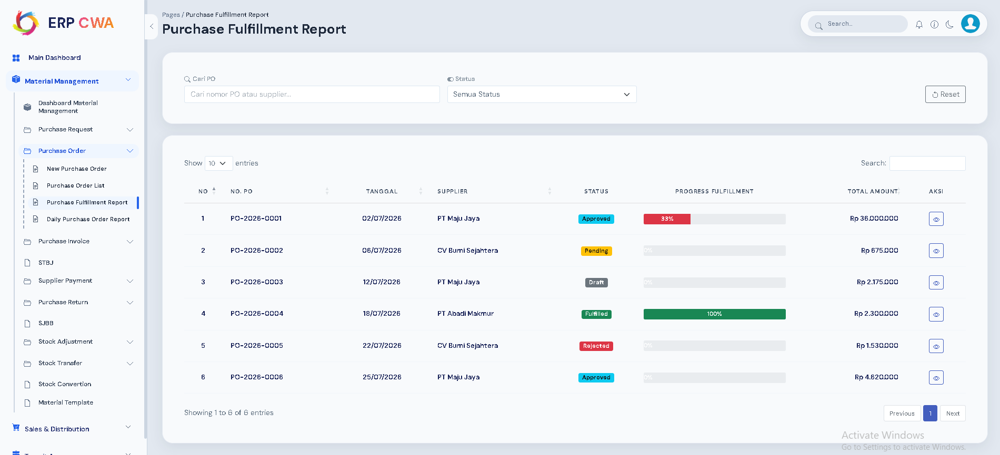 ERP CWA
Main Dashboard
Material Management
Dashboard Material
Management
Purchase Request
Purchase Order
New Purchase Order
Purchase Order List
Purchase Fulfillment Report
Daily Purchase Order Report
Purchase Invoice
STBJ
Supplier Payment
Purchase Return
SJBB
Stock Adjustment
Stock Transfer
Stock Convertion
Material Template
Sales & Distribution
Pages / Purchase Fulfillment Report
Purchase Fulfillment Report
Search...
Cari PO
Cari nomor PO atau supplier...
Status
Semua Status
Reset
Show 10 entries
Search:
NO NO. PO TANGGAL SUPPLIER STATUS PROGRESS FULFILLMENT TOTAL AMOUNT AKSI
1 PO-2026-0001 02/07/2026 PT Maju Jaya Approved 33% Rp 36.000.000
2 PO-2026-0002 06/07/2026 CV Bumi Sejahtera Pending 0% Rp 675.000
3 PO-2026-0003 12/07/2026 PT Maju Jaya Draft 0% Rp 2.175.000
4 PO-2026-0004 18/07/2026 PT Abadi Makmur Fulfilled 100% Rp 2.300.000
5 PO-2026-0005 22/07/2026 CV Bumi Sejahtera Rejected 0% Rp 1.530.000
6 PO-2026-0006 25/07/2026 PT Maju Jaya Approved 0% Rp 4.620.000
Showing 1 to 6 of 6 entries
Previous 1 Next
Activate Windows
Go to Settings to activate Windows.